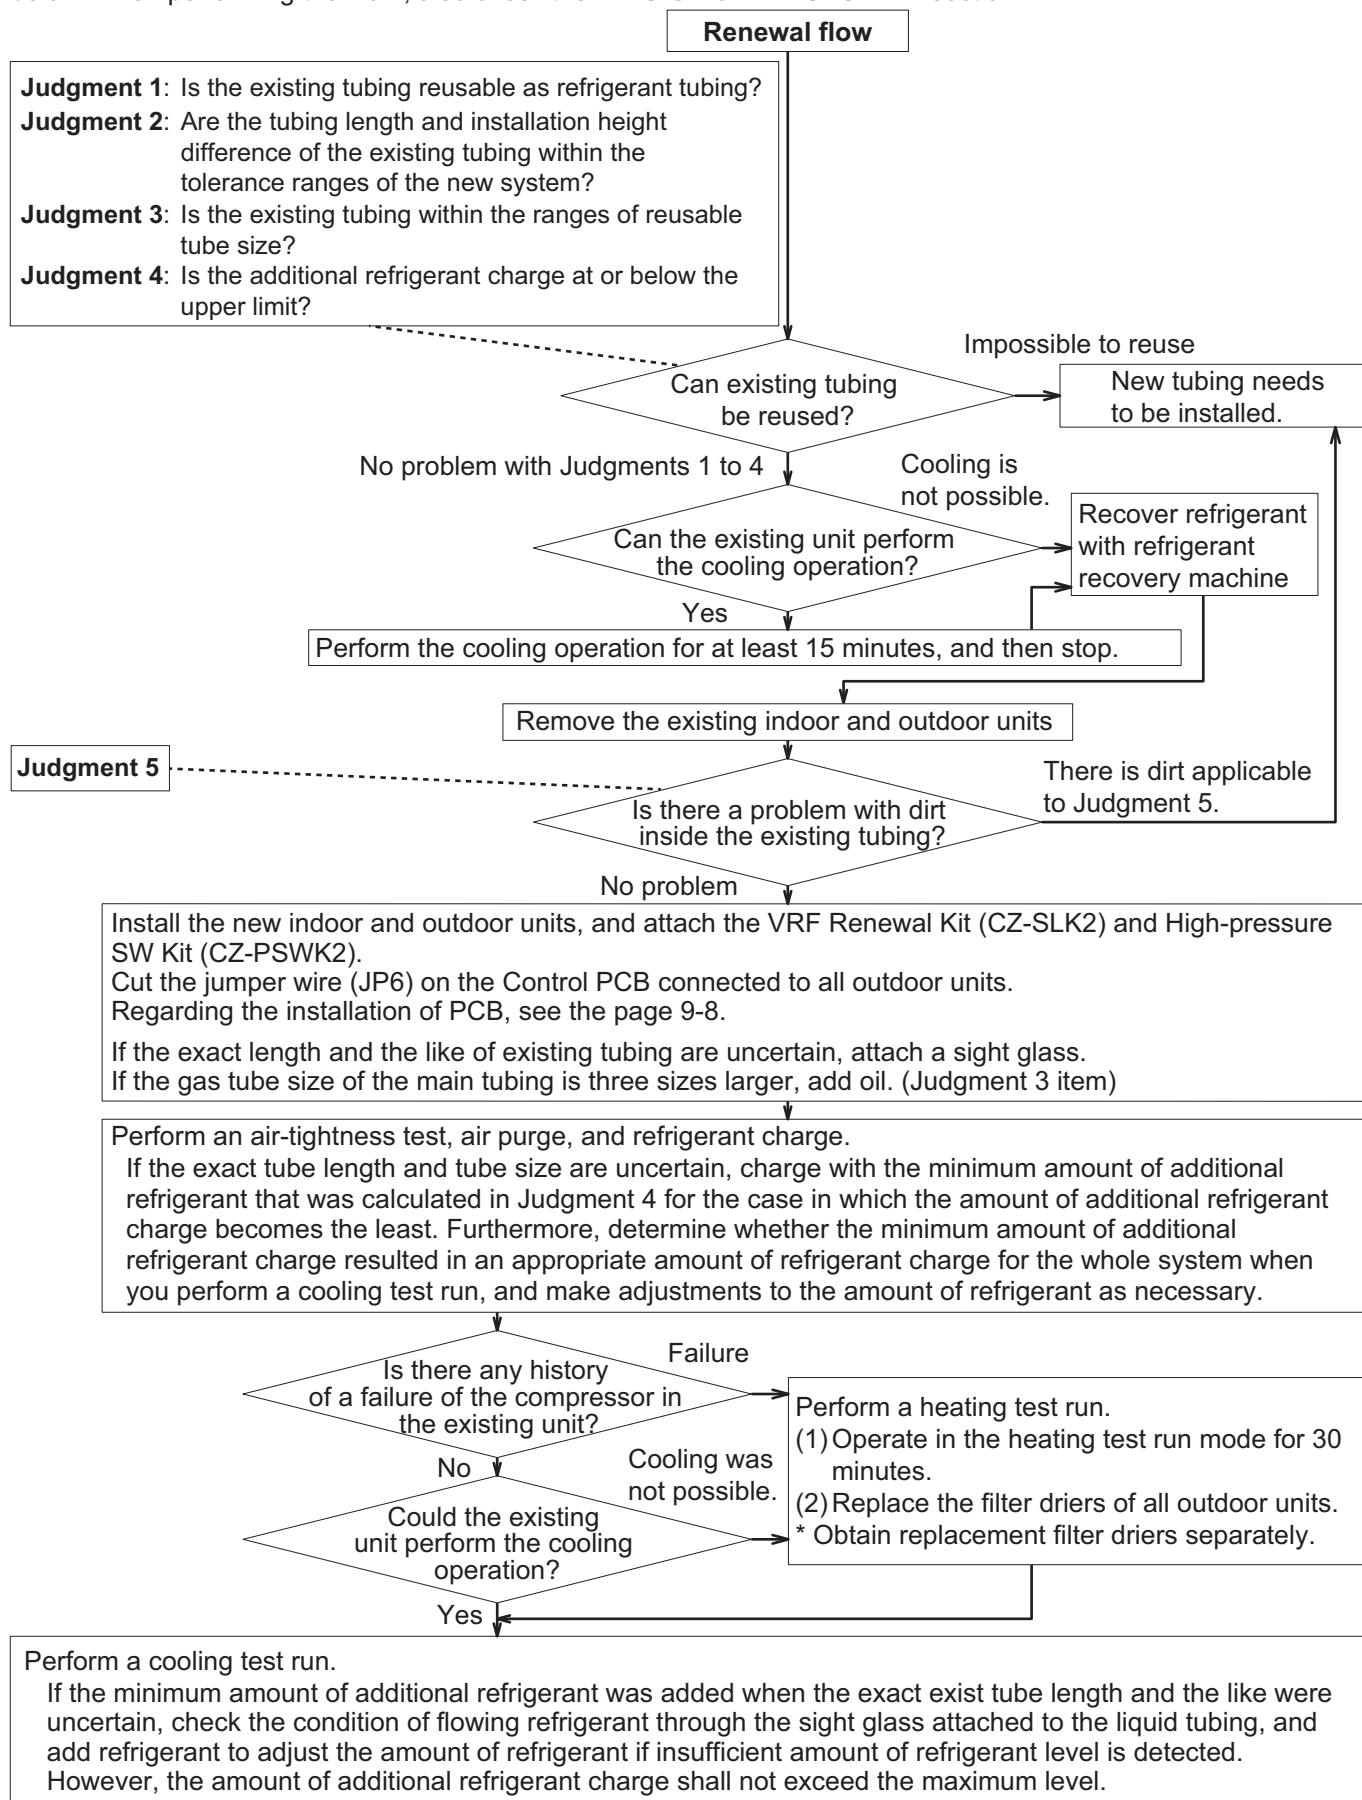 Renewal flow
Judgment 1: Is the existing tubing reusable as refrigerant tubing?
Judgment 2: Are the tubing length and installation height
difference of the existing tubing within the
tolerance ranges of the new system?
Judgment 3: Is the existing tubing within the ranges of reusable
tube size?
Judgment 4: Is the additional refrigerant charge at or below the
upper limit?
Impossible to reuse
Can existing tubing
be reused?
New tubing needs
to be installed.
No problem with Judgments 1 to 4
Cooling is
not possible.
Can the existing unit perform
the cooling operation?
Recover refrigerant
with refrigerant
recovery machine
Yes
Perform the cooling operation for at least 15 minutes, and then stop.
Remove the existing indoor and outdoor units
Judgment 5
There is dirt applicable
to Judgment 5.
Is there a problem with dirt
inside the existing tubing?
No problem
Install the new indoor and outdoor units, and attach the VRF Renewal Kit (CZ-SLK2) and High-pressure
SW Kit (CZ-PSWK2).
Cut the jumper wire (JP6) on the Control PCB connected to all outdoor units.
Regarding the installation of PCB, see the page 9-8.
If the exact length and the like of existing tubing are uncertain, attach a sight glass.
If the gas tube size of the main tubing is three sizes larger, add oil. (Judgment 3 item)
Perform an air-tightness test, air purge, and refrigerant charge.
If the exact tube length and tube size are uncertain, charge with the minimum amount of additional
refrigerant that was calculated in Judgment 4 for the case in which the amount of additional refrigerant
charge becomes the least. Furthermore, determine whether the minimum amount of additional
refrigerant charge resulted in an appropriate amount of refrigerant charge for the whole system when
you perform a cooling test run, and make adjustments to the amount of refrigerant as necessary.
Failure
Is there any history
of a failure of the compressor in
the existing unit?
Perform a heating test run.
(1) Operate in the heating test run mode for 30
minutes.
(2) Replace the filter driers of all outdoor units.
* Obtain replacement filter driers separately.
No
Cooling was
not possible.
Could the existing
unit perform the cooling
operation?
Yes
Perform a cooling test run.
If the minimum amount of additional refrigerant was added when the exact exist tube length and the like were
uncertain, check the condition of flowing refrigerant through the sight glass attached to the liquid tubing, and
add refrigerant to adjust the amount of refrigerant if insufficient amount of refrigerant level is detected.
However, the amount of additional refrigerant charge shall not exceed the maximum level.